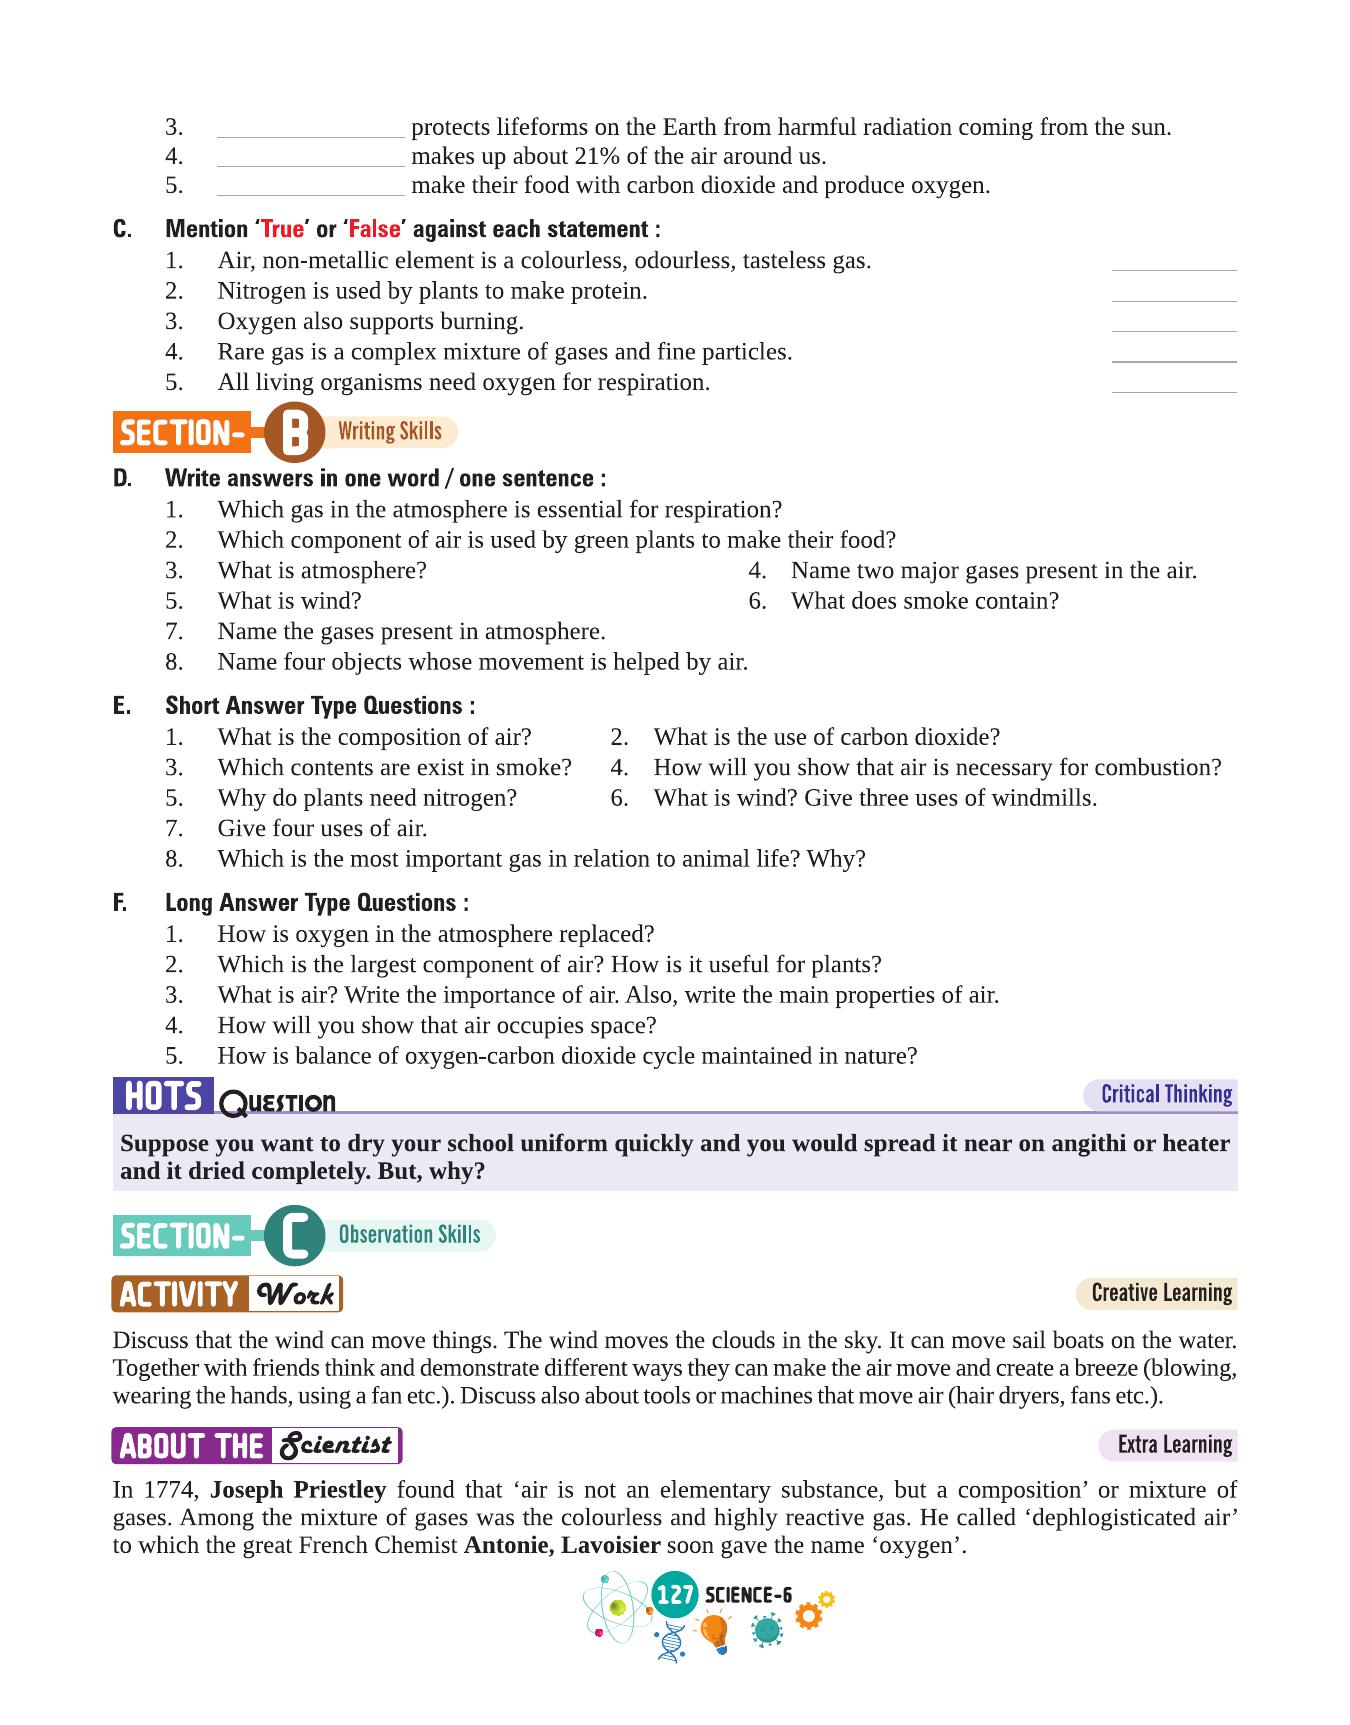 3. ____________ protects lifeforms on the Earth from harmful radiation coming from the sun.
4. ____________ makes up about 21% of the air around us.
5. ____________ make their food with carbon dioxide and produce oxygen.
C. Mention ‘True’ or ‘False’ against each statement :
1. Air, non-metallic element is a colourless, odourless, tasteless gas. ________
2. Nitrogen is used by plants to make protein. ________
3. Oxygen also supports burning. ________
4. Rare gas is a complex mixture of gases and fine particles. ________
5. All living organisms need oxygen for respiration. ________
SECTION- B Writing Skills
D. Write answers in one word / one sentence :
1. Which gas in the atmosphere is essential for respiration?
2. Which component of air is used by green plants to make their food?
3. What is atmosphere? 4. Name two major gases present in the air.
5. What is wind? 6. What does smoke contain?
7. Name the gases present in atmosphere.
8. Name four objects whose movement is helped by air.
E. Short Answer Type Questions :
1. What is the composition of air? 2. What is the use of carbon dioxide?
3. Which contents are exist in smoke? 4. How will you show that air is necessary for combustion?
5. Why do plants need nitrogen? 6. What is wind? Give three uses of windmills.
7. Give four uses of air.
8. Which is the most important gas in relation to animal life? Why?
F. Long Answer Type Questions :
1. How is oxygen in the atmosphere replaced?
2. Which is the largest component of air? How is it useful for plants?
3. What is air? Write the importance of air. Also, write the main properties of air.
4. How will you show that air occupies space?
5. How is balance of oxygen-carbon dioxide cycle maintained in nature?
HOTS Question Critical Thinking
Suppose you want to dry your school uniform quickly and you would spread it near on angithi or heater
and it dried completely. But, why?
SECTION- C Observation Skills
ACTIVITY Work Creative Learning
Discuss that the wind can move things. The wind moves the clouds in the sky. It can move sail boats on the water.
Together with friends think and demonstrate different ways they can make the air move and create a breeze (blowing,
wearing the hands, using a fan etc.). Discuss also about tools or machines that move air (hair dryers, fans etc.).
ABOUT THE Scientist Extra Learning
In 1774, Joseph Priestley found that ‘air is not an elementary substance, but a composition’ or mixture of
gases. Among the mixture of gases was the colourless and highly reactive gas. He called ‘dephlogisticated air’
to which the great French Chemist Antonie, Lavoisier soon gave the name ‘oxygen’.
127 SCIENCE-6